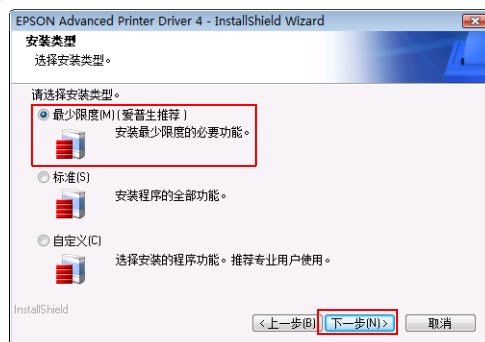 EPSON Advanced Printer Driver 4 - InstallShield Wizard
安装类型
选择安装类型。
请选择安装类型。
最少限度(M)(爱普生推荐)
安装最少限度的必要功能。
标准(S)
安装程序的全部功能。
自定义(C)
选择安装的程序功能。推荐专业用户使用。
InstallShield
<上一步(B) 下一步(N)> 取消